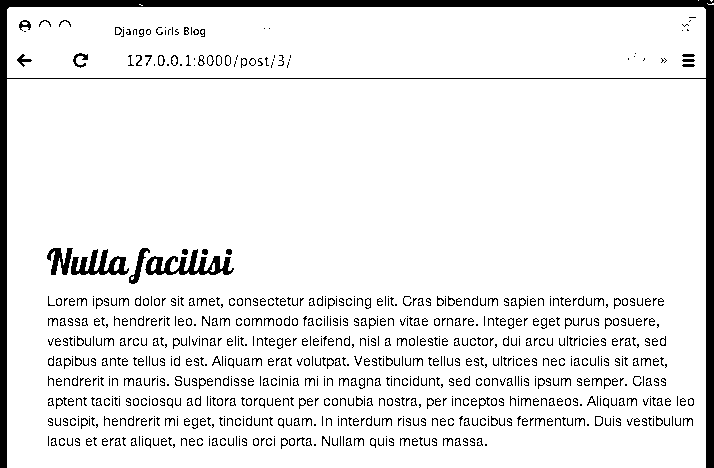 Django Girls Blog
127.0.0.1:8000/post/3/
»
Nulla facilisi
Lorem ipsum dolor sit amet, consectetur adipiscing elit. Cras bibendum sapien interdum, posuere
massa et, hendrerit leo. Nam commodo facilisis sapien vitae ornare. Integer eget purus posuere,
vestibulum arcu at, pulvinar elit. Integer eleifend, nisl a molestie auctor, dui arcu ultricies erat, sed
dapibus ante tellus id est. Aliquam erat volutpat. Vestibulum tellus est, ultrices nec iaculis sit amet,
hendrerit in mauris. Suspendisse lacinia mi in magna tincidunt, sed convallis ipsum semper. Class
aptent taciti sociosqu ad litora torquent per conubia nostra, per inceptos himenaeos. Aliquam vitae leo
suscipit, hendrerit mi eget, tincidunt quam. In interdum risus nec faucibus fermentum. Duis vestibulum
lacus et erat aliquet, nec iaculis orci porta. Nullam quis metus massa.